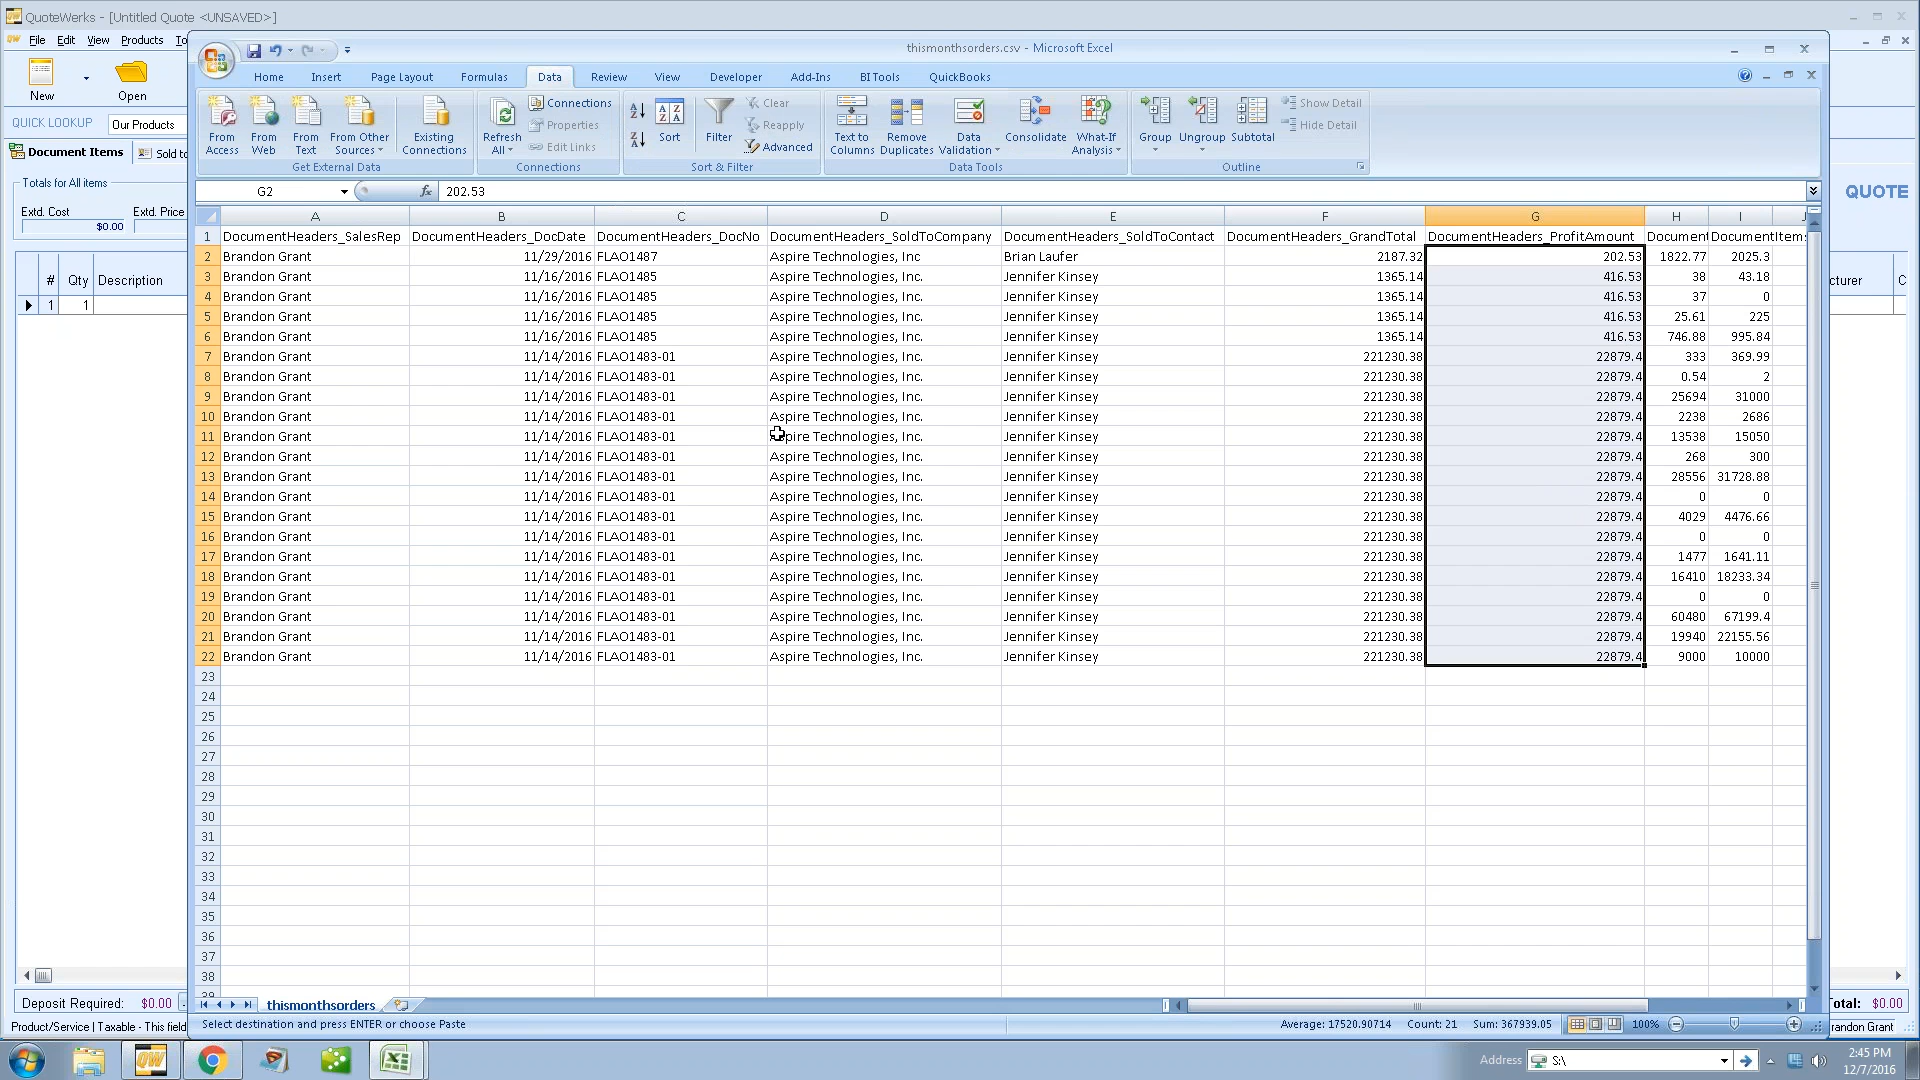 QuoteWerks - [Untitled Quote <UNSAVED>]
File Edit View Products To
New Open
QUICK LOOKUP Our Products
Document Items Sold to
Totals for All items
Extd. Cost Extd. Price
$0.00
# Qty Description
1 1
Deposit Required: $0.00
Product/Service | Taxable - This field
thismonthsorders.csv - Microsoft Excel
Home Insert Page Layout Formulas Data Review View Developer Add-Ins BI Tools QuickBooks
From Access From Web From Text From Other Sources Existing Connections
Get External Data
Refresh All Connections Properties Edit Links
Connections
Sort Filter Clear Reapply Advanced
Sort & Filter
Text to Columns Remove Duplicates Data Validation Consolidate What-If Analysis
Data Tools
Group Ungroup Subtotal Show Detail Hide Detail
Outline
G2 fx 202.53
A B C D E F G H I J
1 DocumentHeaders_SalesRep DocumentHeaders_DocDate DocumentHeaders_DocNo DocumentHeaders_SoldToCompany DocumentHeaders_SoldToContact DocumentHeaders_GrandTotal DocumentHeaders_ProfitAmount Document DocumentItems
2 Brandon Grant 11/29/2016 FLAO1487 Aspire Technologies, Inc Brian Laufer 2187.32 202.53 1822.77 2025.3
3 Brandon Grant 11/16/2016 FLAO1485 Aspire Technologies, Inc. Jennifer Kinsey 1365.14 416.53 38 43.18
4 Brandon Grant 11/16/2016 FLAO1485 Aspire Technologies, Inc. Jennifer Kinsey 1365.14 416.53 37 0
5 Brandon Grant 11/16/2016 FLAO1485 Aspire Technologies, Inc. Jennifer Kinsey 1365.14 416.53 25.61 225
6 Brandon Grant 11/16/2016 FLAO1485 Aspire Technologies, Inc. Jennifer Kinsey 1365.14 416.53 746.88 995.84
7 Brandon Grant 11/14/2016 FLAO1483-01 Aspire Technologies, Inc. Jennifer Kinsey 221230.38 22879.4 333 369.99
8 Brandon Grant 11/14/2016 FLAO1483-01 Aspire Technologies, Inc. Jennifer Kinsey 221230.38 22879.4 0.54 2
9 Brandon Grant 11/14/2016 FLAO1483-01 Aspire Technologies, Inc. Jennifer Kinsey 221230.38 22879.4 25694 31000
10 Brandon Grant 11/14/2016 FLAO1483-01 Aspire Technologies, Inc. Jennifer Kinsey 221230.38 22879.4 2238 2686
11 Brandon Grant 11/14/2016 FLAO1483-01 Aspire Technologies, Inc. Jennifer Kinsey 221230.38 22879.4 13538 15050
12 Brandon Grant 11/14/2016 FLAO1483-01 Aspire Technologies, Inc. Jennifer Kinsey 221230.38 22879.4 268 300
13 Brandon Grant 11/14/2016 FLAO1483-01 Aspire Technologies, Inc. Jennifer Kinsey 221230.38 22879.4 28556 31728.88
14 Brandon Grant 11/14/2016 FLAO1483-01 Aspire Technologies, Inc. Jennifer Kinsey 221230.38 22879.4 0 0
15 Brandon Grant 11/14/2016 FLAO1483-01 Aspire Technologies, Inc. Jennifer Kinsey 221230.38 22879.4 4029 4476.66
16 Brandon Grant 11/14/2016 FLAO1483-01 Aspire Technologies, Inc. Jennifer Kinsey 221230.38 22879.4 0 0
17 Brandon Grant 11/14/2016 FLAO1483-01 Aspire Technologies, Inc. Jennifer Kinsey 221230.38 22879.4 1477 1641.11
18 Brandon Grant 11/14/2016 FLAO1483-01 Aspire Technologies, Inc. Jennifer Kinsey 221230.38 22879.4 16410 18233.34
19 Brandon Grant 11/14/2016 FLAO1483-01 Aspire Technologies, Inc. Jennifer Kinsey 221230.38 22879.4 0 0
20 Brandon Grant 11/14/2016 FLAO1483-01 Aspire Technologies, Inc. Jennifer Kinsey 221230.38 22879.4 60480 67199.4
21 Brandon Grant 11/14/2016 FLAO1483-01 Aspire Technologies, Inc. Jennifer Kinsey 221230.38 22879.4 19940 22155.56
22 Brandon Grant 11/14/2016 FLAO1483-01 Aspire Technologies, Inc. Jennifer Kinsey 221230.38 22879.4 9000 10000
23
24
25
26
27
28
29
30
31
32
33
34
35
36
37
38
39
thismonthsorders
Select destination and press ENTER or choose Paste Average: 17520.90714 Count: 21 Sum: 367939.05 100%
QUOTE
cturer C
otal: $0.00
randon Grant
QW
Address S:\
2:45 PM
12/7/2016